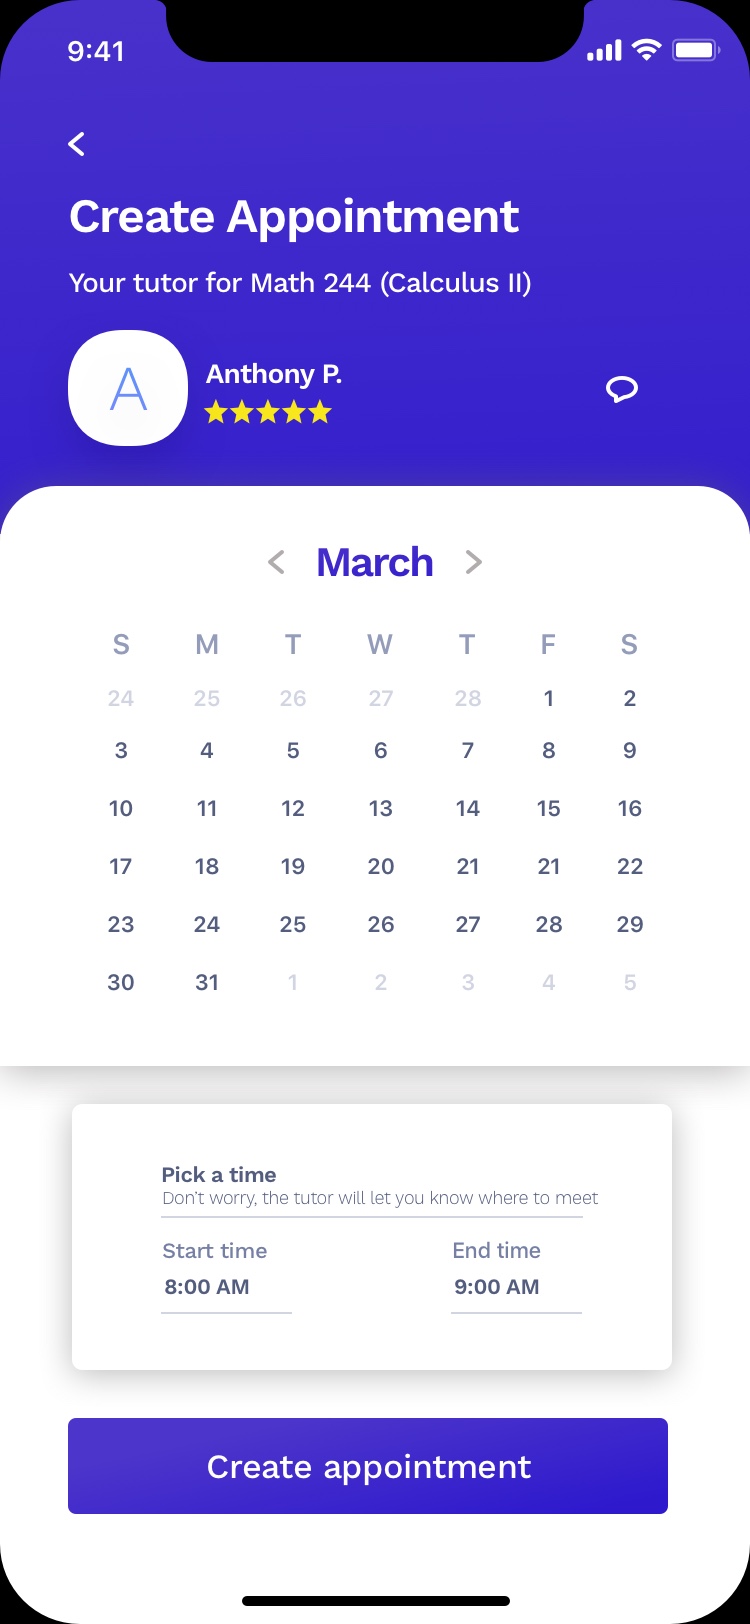 9:41
Create Appointment
Your tutor for Math 244 (Calculus II)
A
Anthony P.
March
S M T W T F S
24 25 26 27 28 1 2
3 4 5 6 7 8 9
10 11 12 13 14 15 16
17 18 19 20 21 21 22
23 24 25 26 27 28 29
30 31 1 2 3 4 5
Pick a time
Don't worry, the tutor will let you know where to meet
Start time End time
8:00 AM 9:00 AM
Create appointment